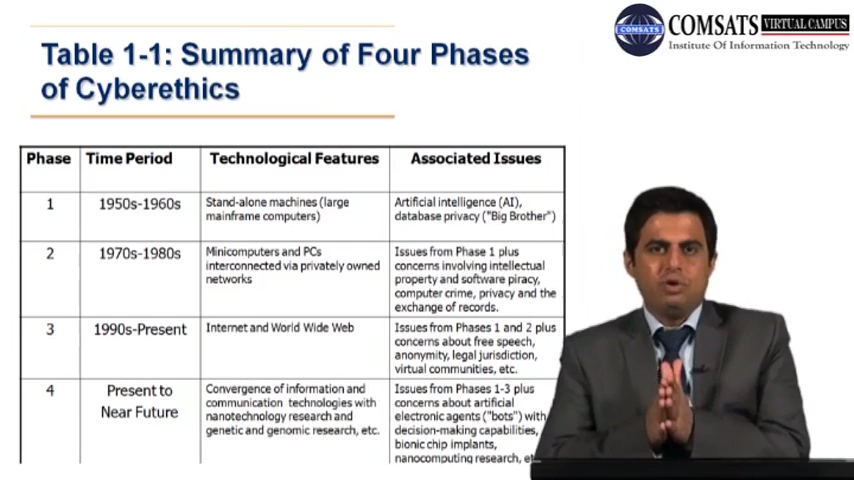 COMSATS
COMSATS VIRTUAL CAMPUS
Institute Of Information Technology
Table 1-1: Summary of Four Phases
of Cyberethics
Phase Time Period Technological Features Associated Issues
1 1950s-1960s Stand-alone machines (large Artificial intelligence (AI),
mainframe computers) database privacy ("Big Brother")
2 1970s-1980s Minicomputers and PCs Issues from Phase 1 plus
interconnected via privately owned concerns involving intellectual
networks property and software piracy,
computer crime, privacy and the
exchange of records.
3 1990s-Present Internet and World Wide Web Issues from Phases 1 and 2 plus
concerns about free speech,
anonymity, legal jurisdiction,
virtual communities, etc.
4 Present to Convergence of information and Issues from Phases 1-3 plus
Near Future communication technologies with concerns about artificial
nanotechnology research and electronic agents ("bots") with
genetic and genomic research, etc. decision-making capabilities,
bionic chip implants,
nanocomputing research,